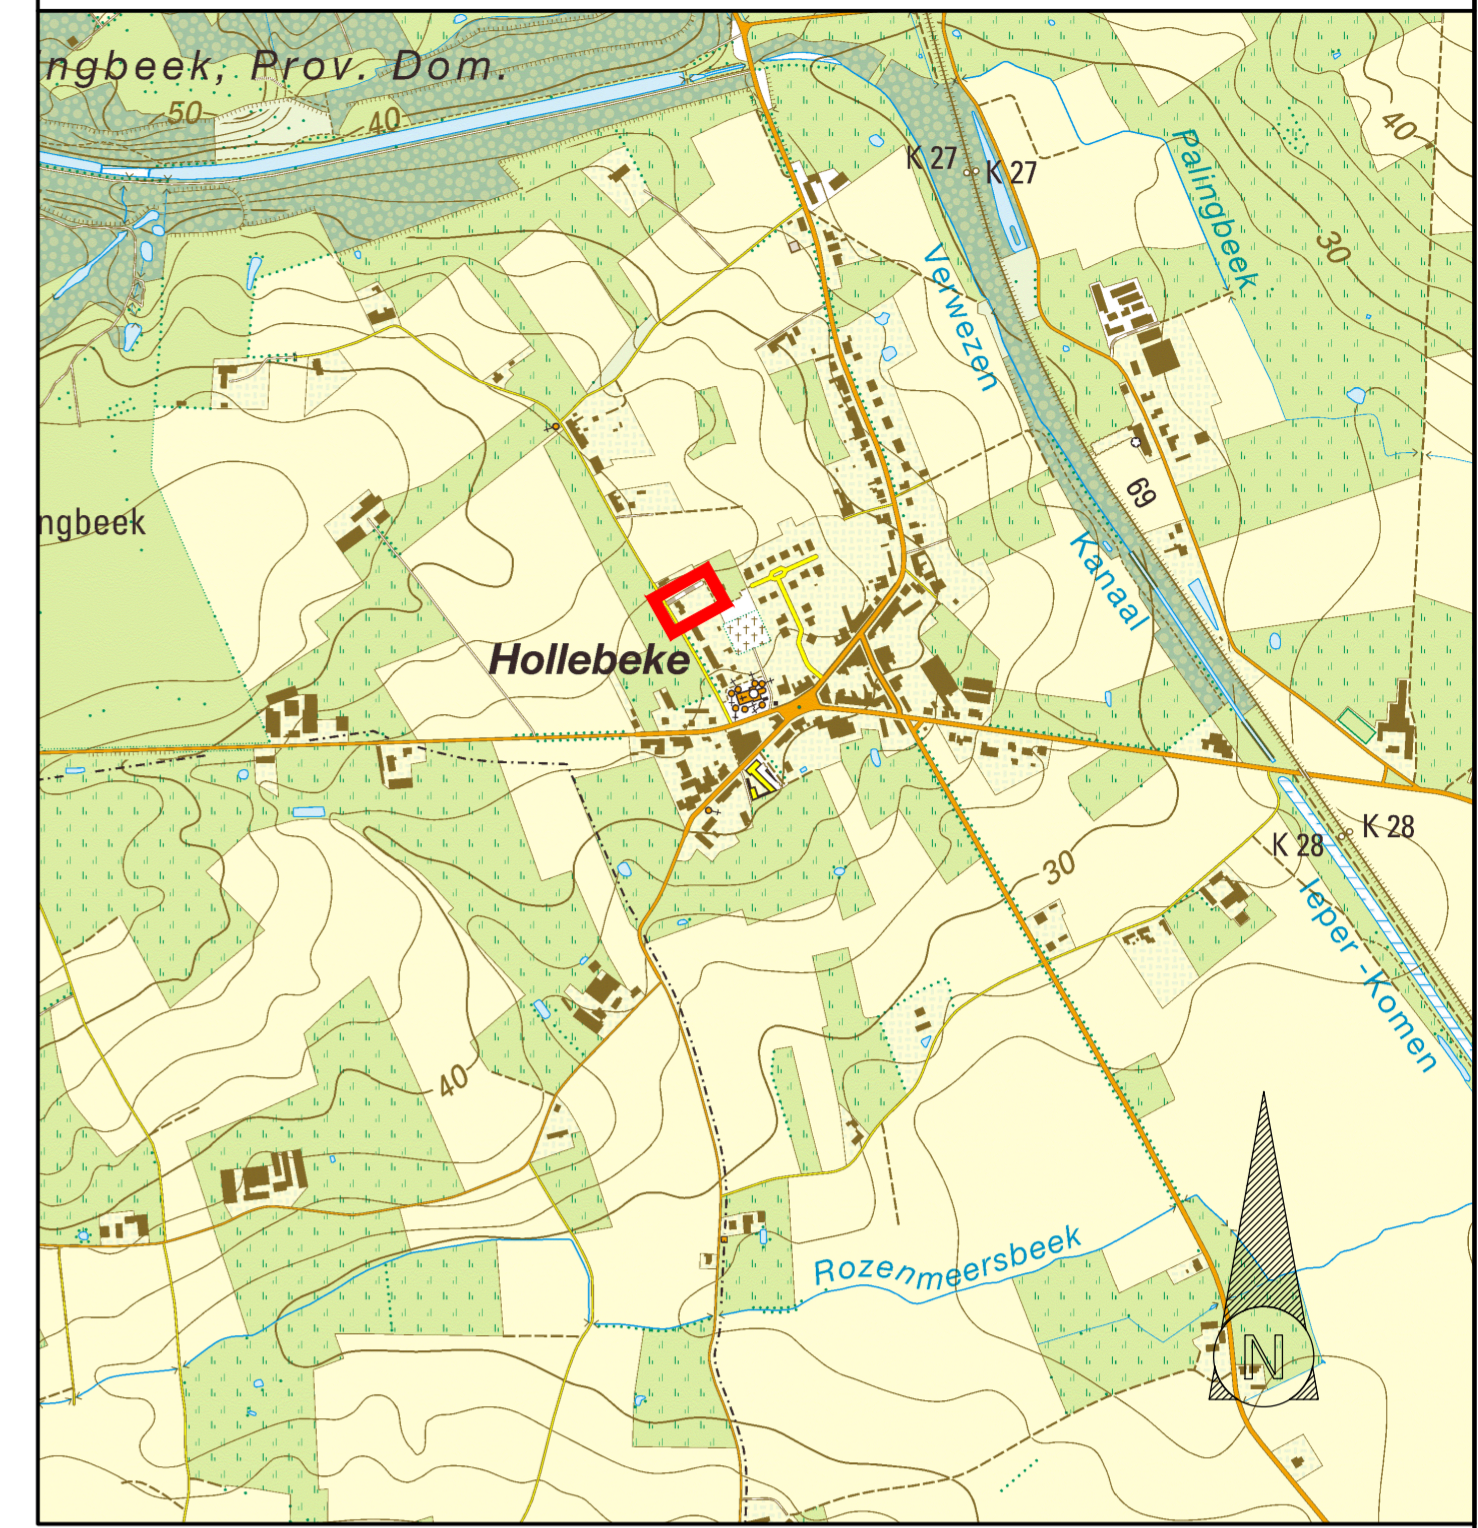 ingbeek, Prov. Dom.
50
40
40
K 27
K 27
Palingbeek
30
Verwezen
69
ngbeek
Kanaal
Hollebeke
K 28
K 28
30
Ieper-Komen
40
Rozenmeersbeek
N